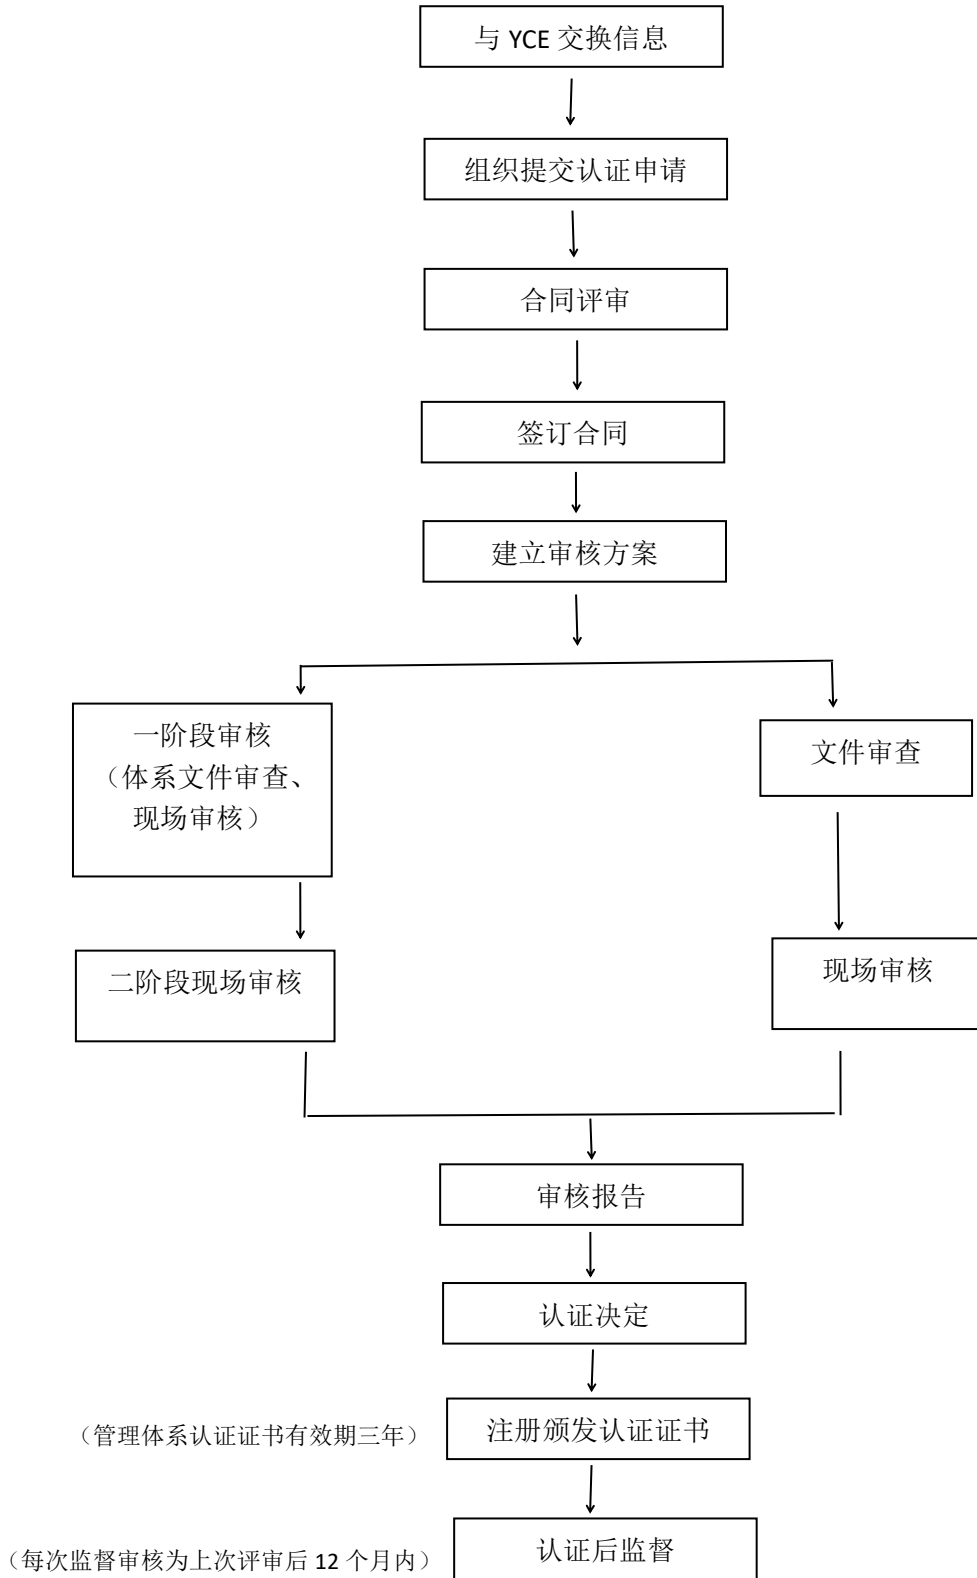 与 YCE 交换信息
组织提交认证申请
合同评审
签订合同
建立审核方案
一阶段审核
（体系文件审查、
现场审核）
文件审查
二阶段现场审核
现场审核
审核报告
认证决定
（管理体系认证证书有效期三年）
注册颁发认证证书
（每次监督审核为上次评审后 12 个月内）
认证后监督